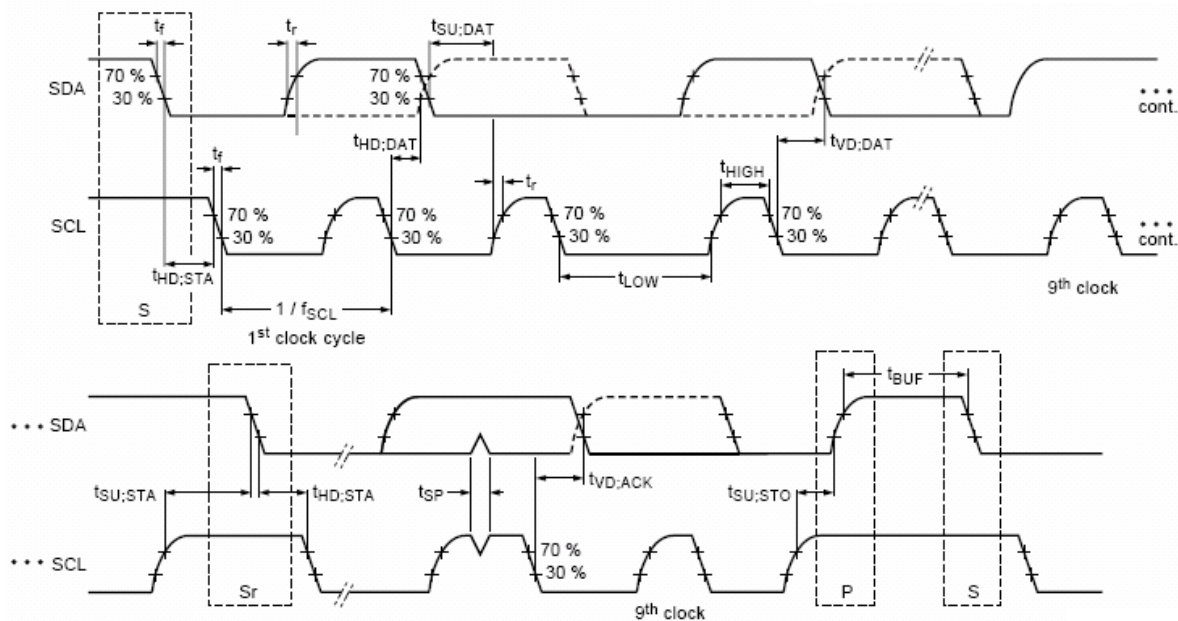 tf tr tSU;DAT
SDA 70 % 30 % 70 % 30 % ••• cont.
tf tHD;DAT tr tHIGH tVD;DAT
SCL 70 % 30 % 70 % 30 % 70 % 30 % ••• cont.
tHD;STA tLOW
S 1 / fSCL 9th clock
1st clock cycle
tBUF
••• SDA
tSU;STA tHD;STA tSP tVD;ACK tSU;STO
••• SCL 70 % 30 %
Sr P S
9th clock